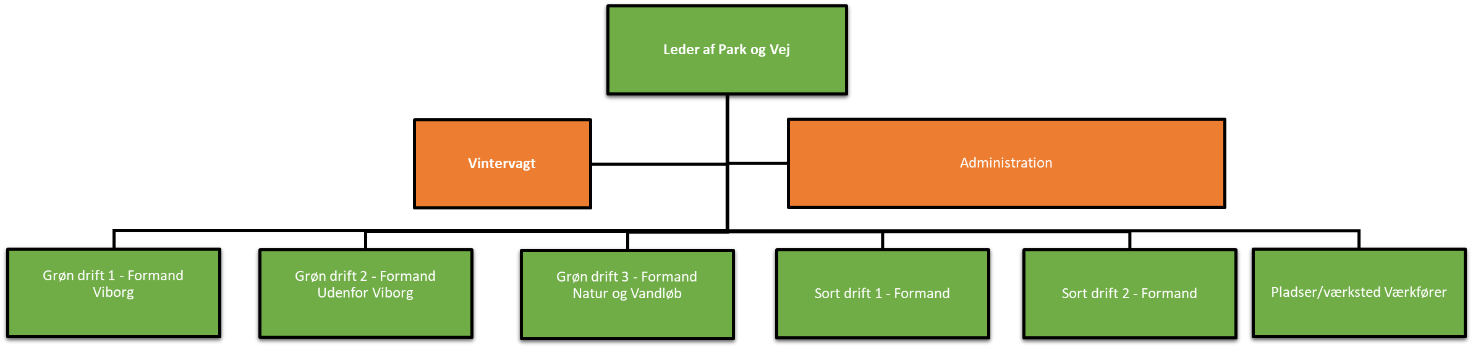 Leder af Park og Vej
Vintervagt
Administration
Grøn drift 1 - Formand
Viborg
Grøn drift 2 - Formand
Udenfor Viborg
Grøn drift 3 - Formand
Natur og Vandløb
Sort drift 1 - Formand
Sort drift 2 - Formand
Pladser/værksted Værkfører